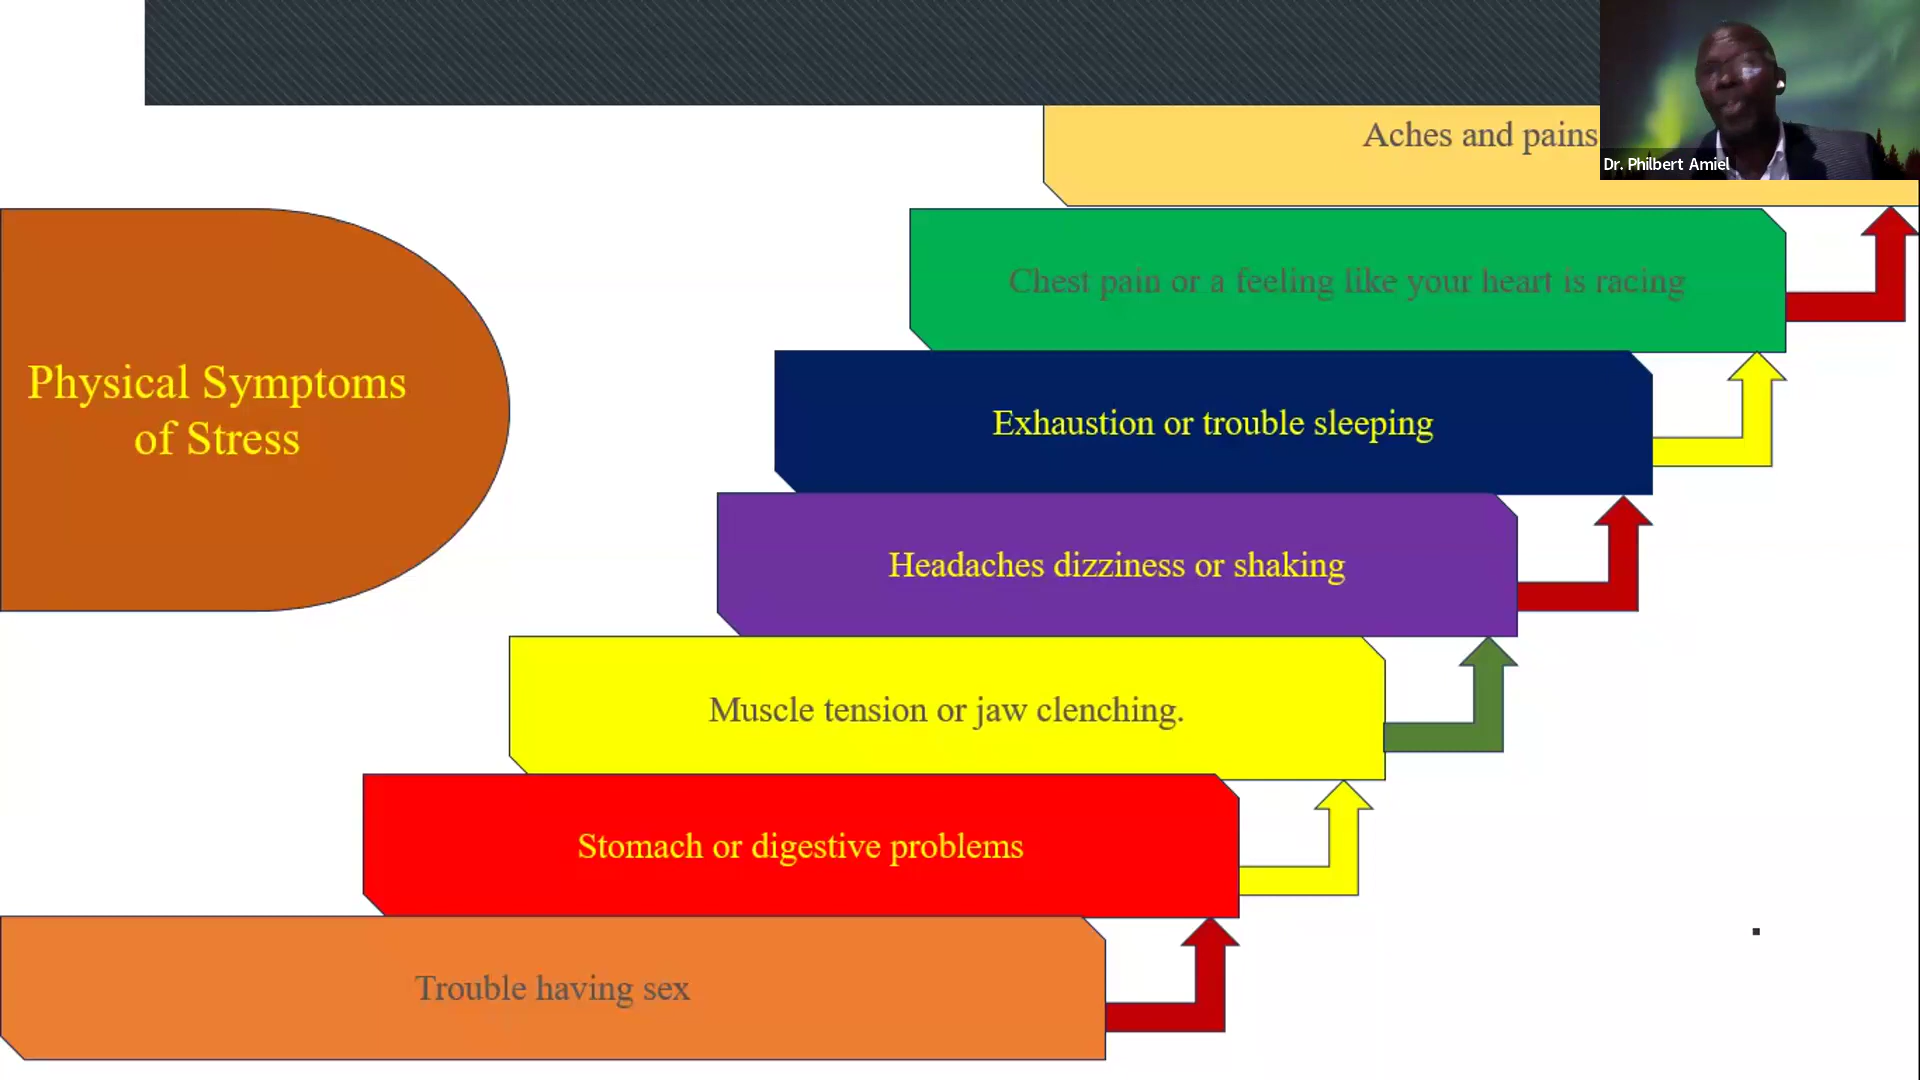 Aches and pains
Dr. Philbert Amiel
Chest pain or a feeling like your heart is racing
Physical Symptoms
of Stress
Exhaustion or trouble sleeping
Headaches dizziness or shaking
Muscle tension or jaw clenching.
Stomach or digestive problems
Trouble having sex